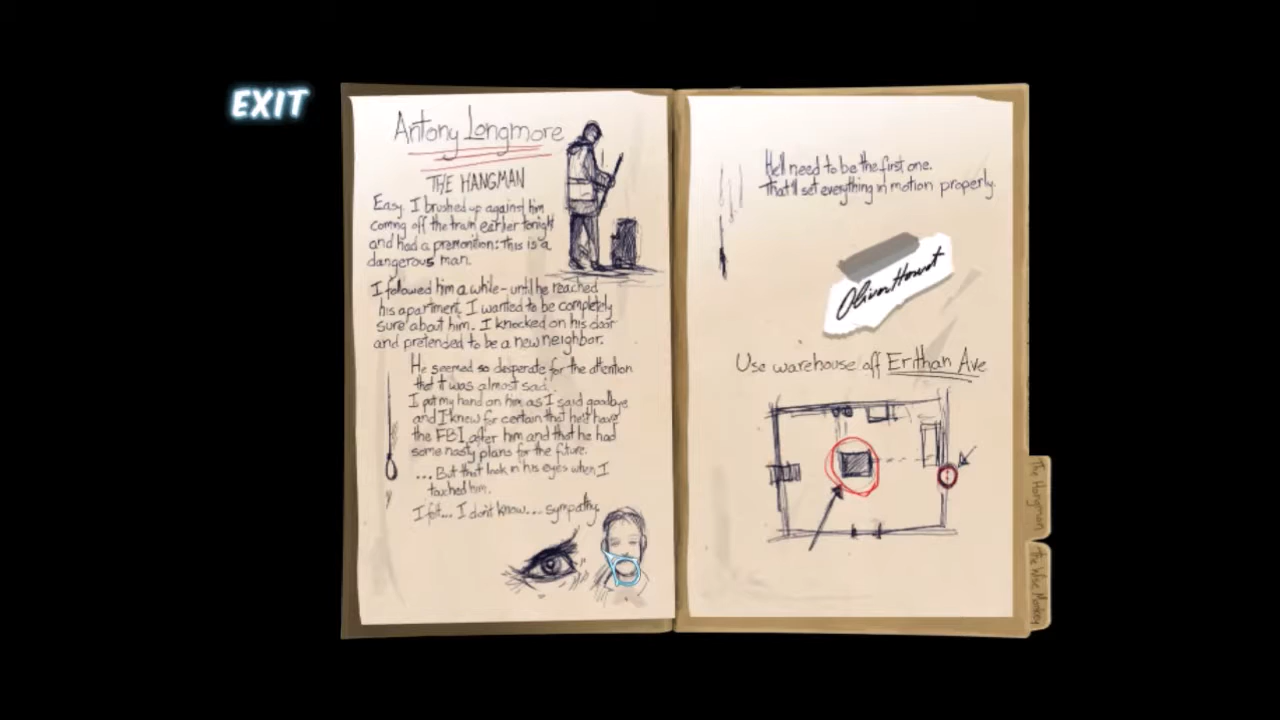 EXIT
Antony Longmore
THE HANGMAN
Easy. I brushed up against him
coming off the train earlier tonight
and had a premonition: this is a
dangerous man.
I followed him a while- until he reached
his apartment. I wanted to be completely
sure about him. I knocked on his door
and pretended to be a new neighbor.
He seemed so desperate for the attention
that it was almost sad.
I put my hand on him as I said goodbye
and I knew for certain that he'd have
the FBI after him and that he had
some nasty plans for the future.
...But that look in his eyes when I
touched him.
I felt... I don't know... sympathy.
He'll need to be the first one.
That'll set everything in motion properly.
Oliver
Use warehouse off Erithan Ave
The Hangman
The Wise Monkey